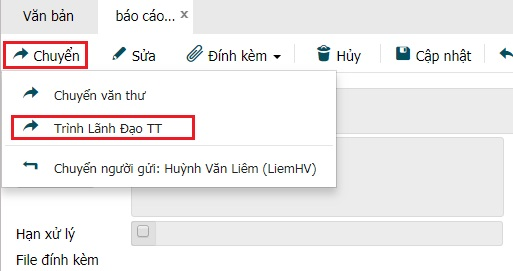 Văn bản báo cáo... x
Chuyển Sửa Đính kèm Hủy Cập nhật
Chuyển văn thư
Trình Lãnh Đạo TT
Chuyển người gửi: Huỳnh Văn Liêm (LiemHV)
Hạn xử lý
File đính kèm